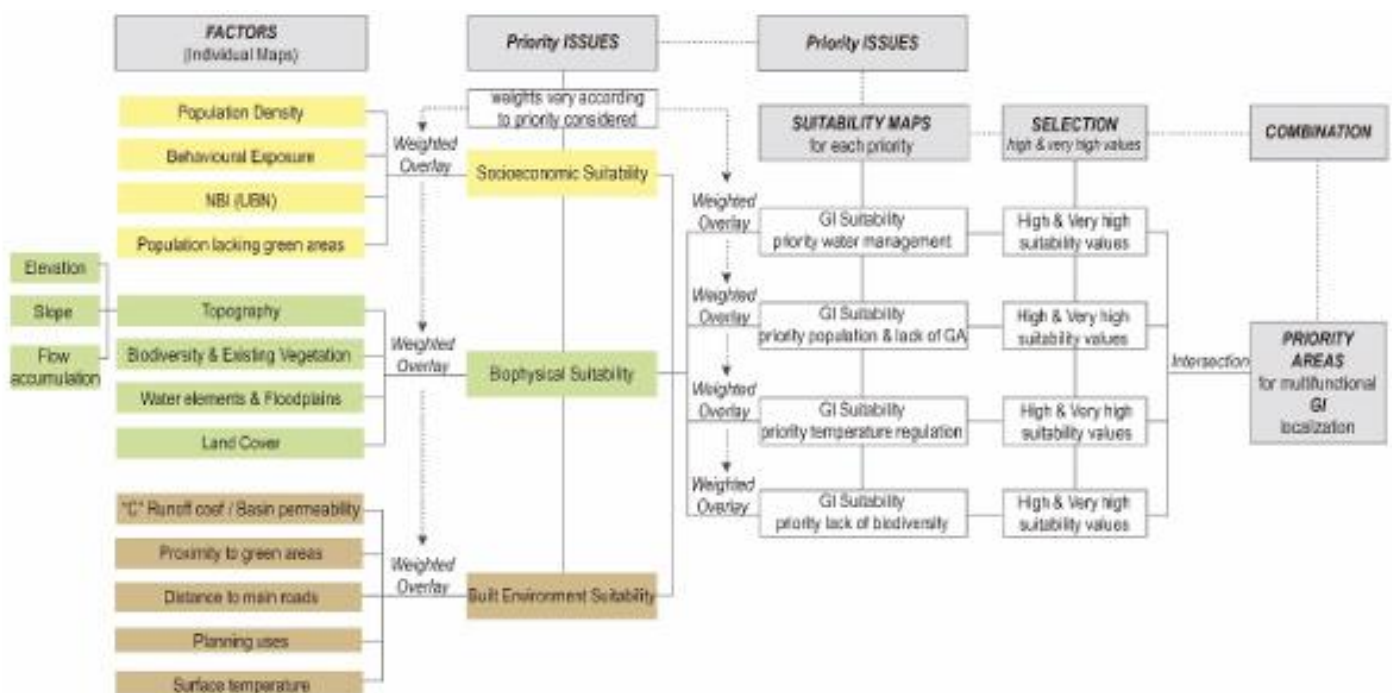 FACTORS
(Individual Maps)
Priority ISSUES
Priority ISSUES
Population Density
Behavioural Exposure
NBI (UBN)
Population lacking green areas
Elevation
Slope
Flow
accumulation
Topography
Biodiversity & Existing Vegetation
Water elements & Floodplains
Land Cover
"C" Runoff coef / Basin permeability
Proximity to green areas
Distance to main roads
Planning uses
Surface temperature
Weighted
Overlay
Weighted
Overlay
Weighted
Overlay
weights vary according
to priority considered
Socioeconomic Suitability
Biophysical Suitability
Built Environment Suitability
Weighted
Overlay
Weighted
Overlay
Weighted
Overlay
Weighted
Overlay
SUITABILITY MAPS
for each priority
GI Suitability
priority water management
GI Suitability
priority population & lack of GA
GI Suitability
priority temperature regulation
GI Suitability
priority lack of biodiversity
SELECTION
high & very high values
High & Very high
suitability values
High & Very high
suitability values
High & Very high
suitability values
High & Very high
suitability values
Intersection
COMBINATION
PRIORITY
AREAS
for multifunctional
GI
localization